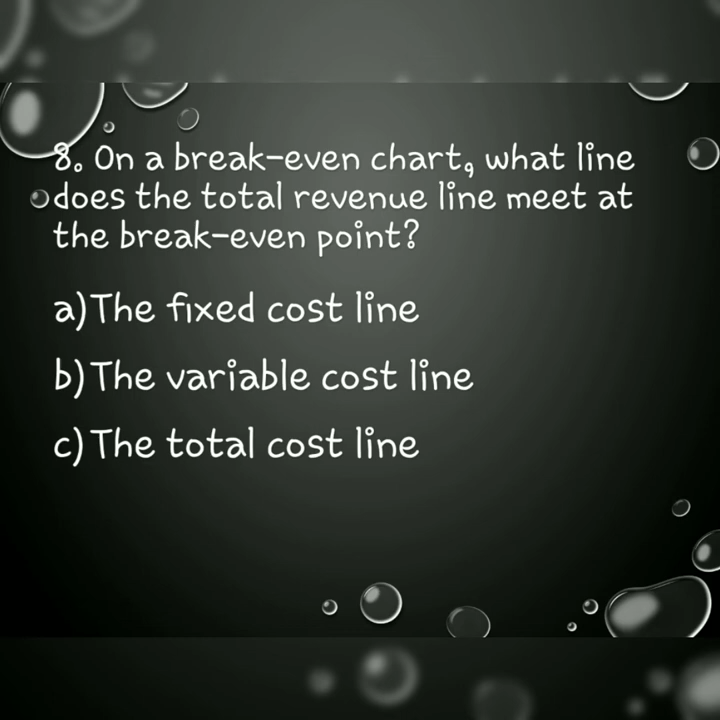 8. On a break-even chart, what line
does the total revenue line meet at
the break-even point?
a) The fixed cost line
b) The variable cost line
c) The total cost line